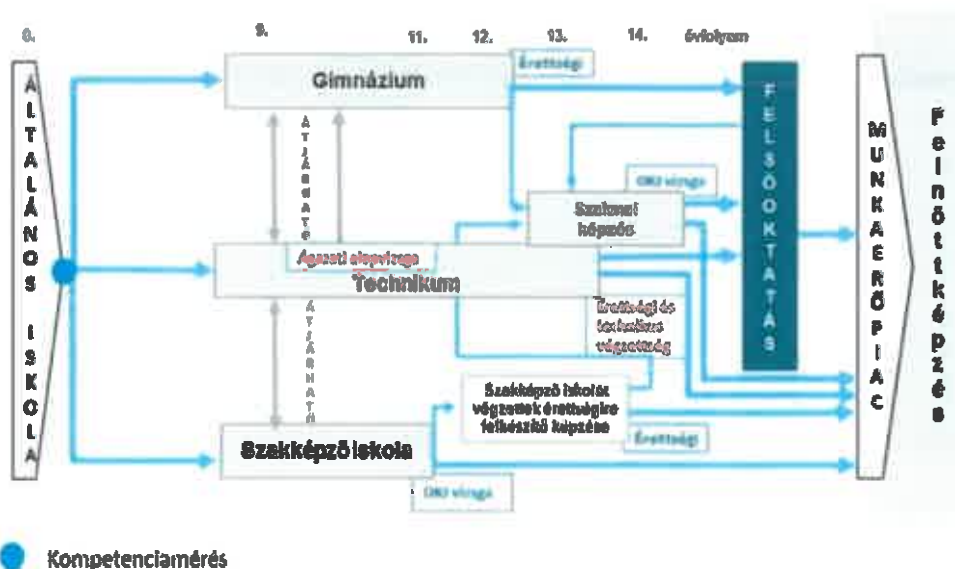 8. 9. 11. 12. 13. 14. évfolyam
ÁLTALÁNOS ISKOLA
Gimnázium
Érettségi
ÁTJÁRHATÓ
FELSŐOKTATÁS
MUNKAERŐPIAC
Felnőttképzés
OKJ vizsga
Szakmai
képzés
Ágazati alapvizsga
Technikum
ÁTJÁRHATÓ
Érettségi és
technikus
végzettség
Szakképző iskolát
végzettek érettségire
felkészítő képzése
Érettségi
Szakképző iskola
OKJ vizsga
Kompetenciamérés